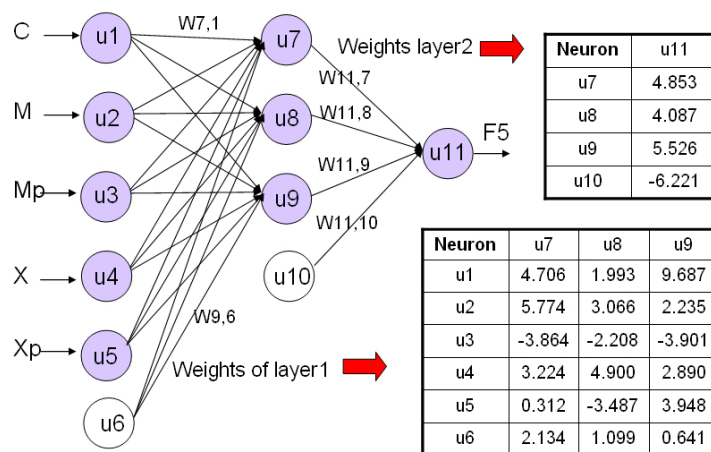 C
u1
W7,1
u7
Weights layer2
M
u2
W11,7
u8
W11,8
F5
u11
Mp
u3
W11,9
u9
W11,10
X
u4
u10
Xp
u5
W9,6
Weights of layer1
u6
Neuron u11
u7 4.853
u8 4.087
u9 5.526
u10 -6.221
Neuron u7 u8 u9
u1 4.706 1.993 9.687
u2 5.774 3.066 2.235
u3 -3.864 -2.208 -3.901
u4 3.224 4.900 2.890
u5 0.312 -3.487 3.948
u6 2.134 1.099 0.641